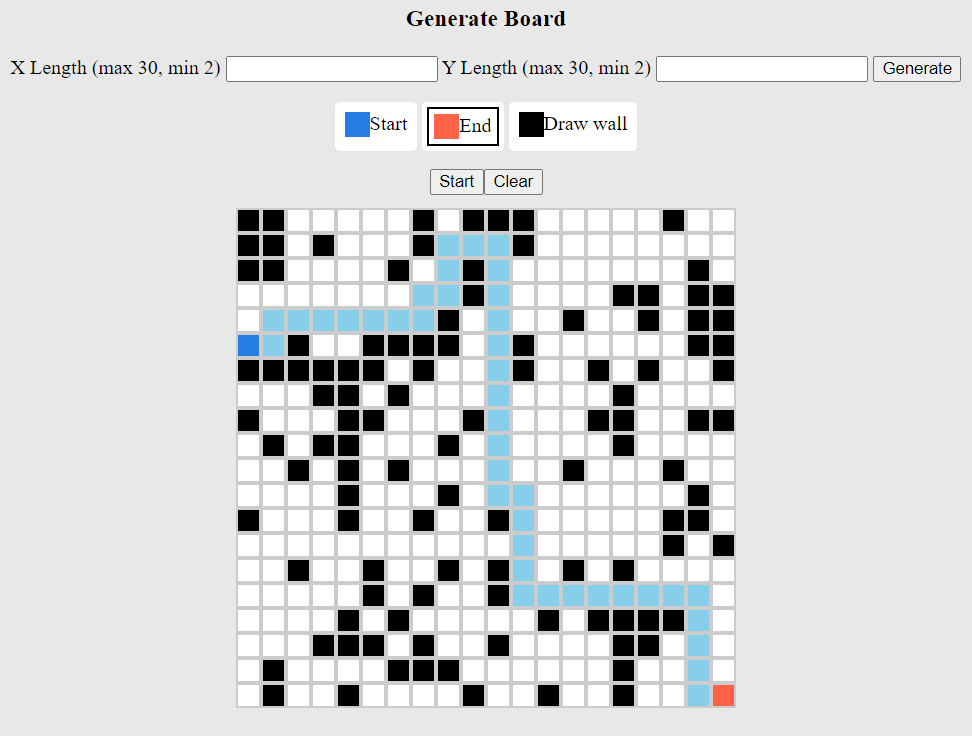 Generate Board
X Length (max 30, min 2) Y Length (max 30, min 2) Generate
Start End Draw wall
Start Clear